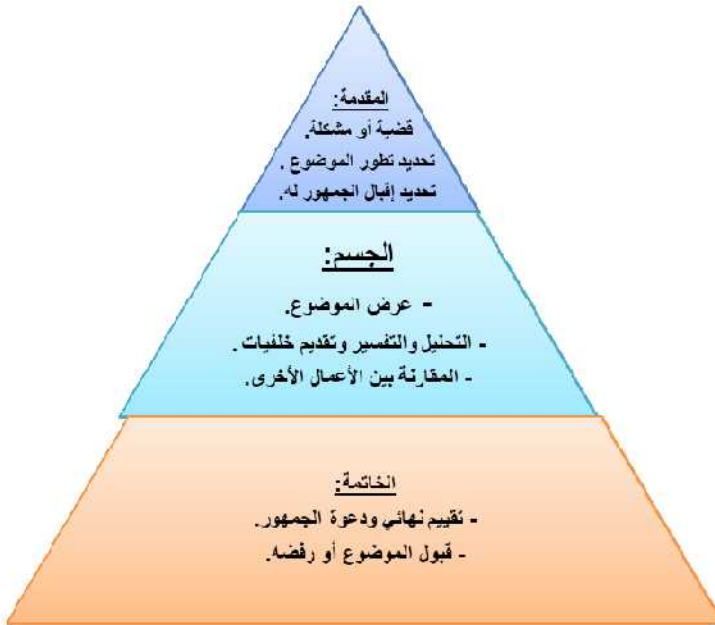 المقدمة:
قضية أو مشكلة.
تحديد تطور الموضوع .
تحديد إقبال الجمهور له.
الجسم:
- عرض الموضوع.
- التحليل والتفسير وتقديم خلفيات .
- المقارنة بين الأعمال الأخرى.
الخاتمة:
- تقييم نهائي ودعوة الجمهور.
- قبول الموضوع أو رفضه.